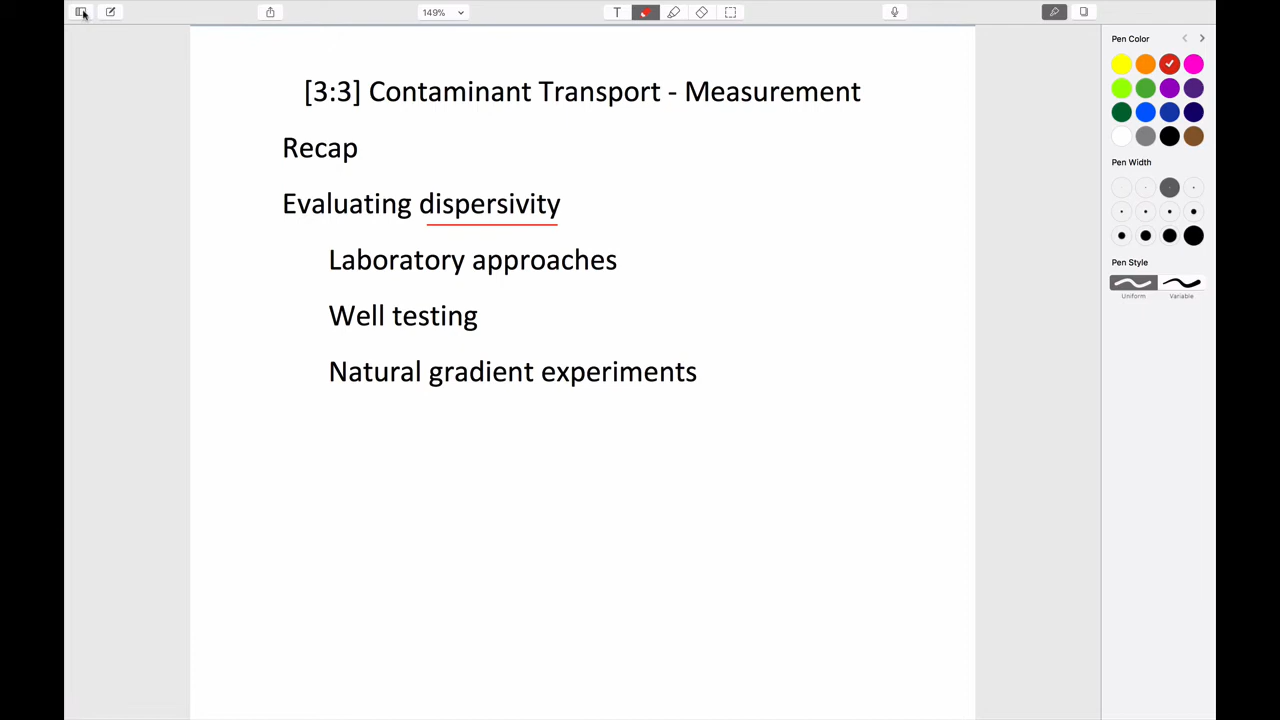 149%
T
Pen Color
[3:3] Contaminant Transport - Measurement
Recap
Evaluating dispersivity
Laboratory approaches
Well testing
Natural gradient experiments
Pen Width
Pen Style
Uniform
Variable